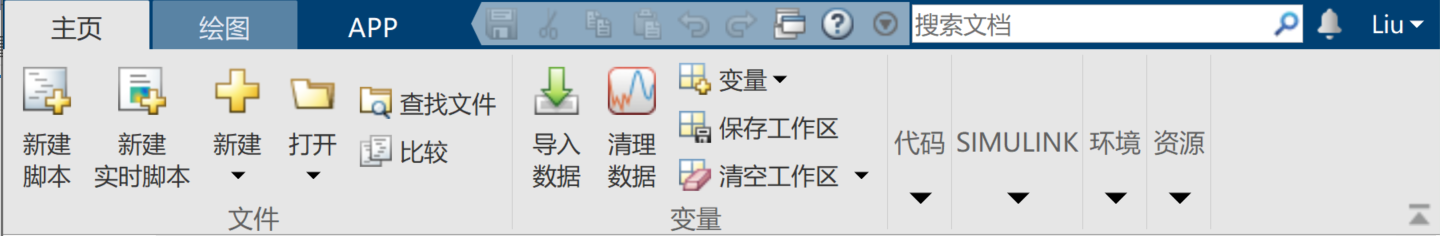 主页 绘图 APP 搜索文档 Liu
新建
脚本
新建
实时脚本
新建
打开
查找文件
比较
文件
导入
数据
清理
数据
变量
保存工作区
清空工作区
变量
代码
SIMULINK
环境
资源